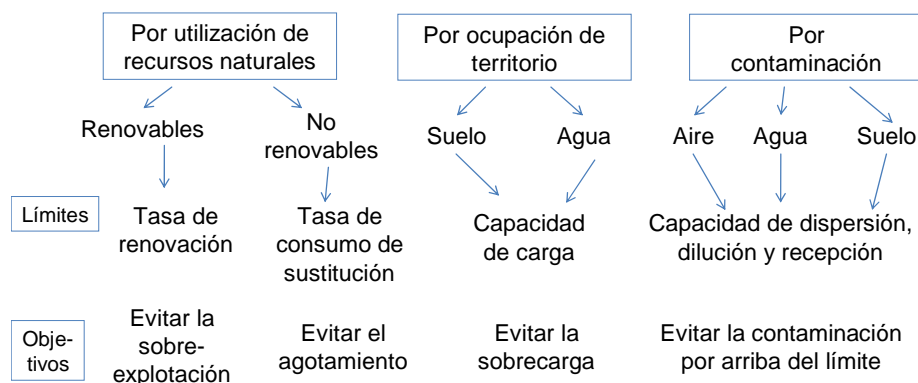 Por utilización de
recursos naturales
Por ocupación de
territorio
Por
contaminación
Renovables
No
renovables
Suelo
Agua
Aire
Agua
Suelo
Límites
Tasa de
renovación
Tasa de
consumo de
sustitución
Capacidad
de carga
Capacidad de dispersión,
dilución y recepción
Obje-
tivos
Evitar la
sobre-
explotación
Evitar el
agotamiento
Evitar la
sobrecarga
Evitar la contaminación
por arriba del límite